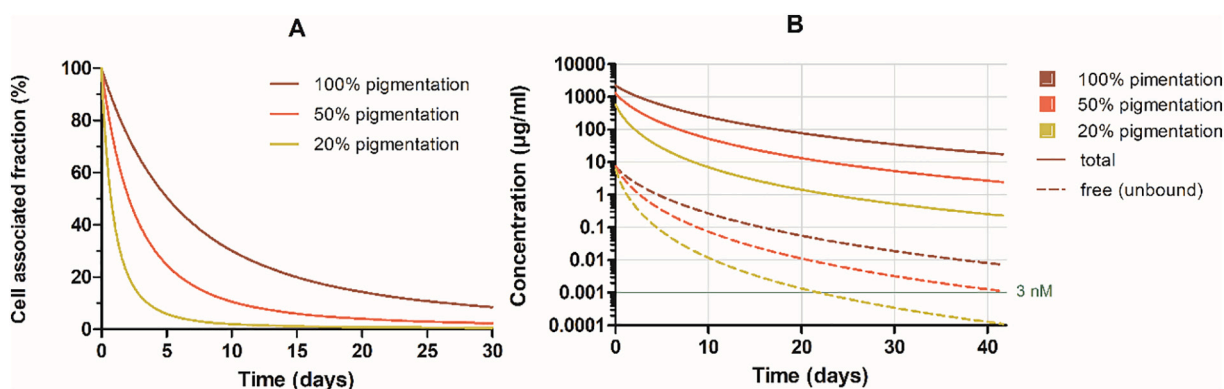 A
Cell associated fraction (%)
100
80
60
40
20
0
0 5 10 15 20 25 30
Time (days)
100% pigmentation
50% pigmentation
20% pigmentation
B
Concentration (µg/ml)
10000
1000
100
10
1
0.1
0.01
0.001
0.0001
0 10 20 30 40
Time (days)
3 nM
100% pimentation
50% pigmentation
20% pigmentation
total
free (unbound)